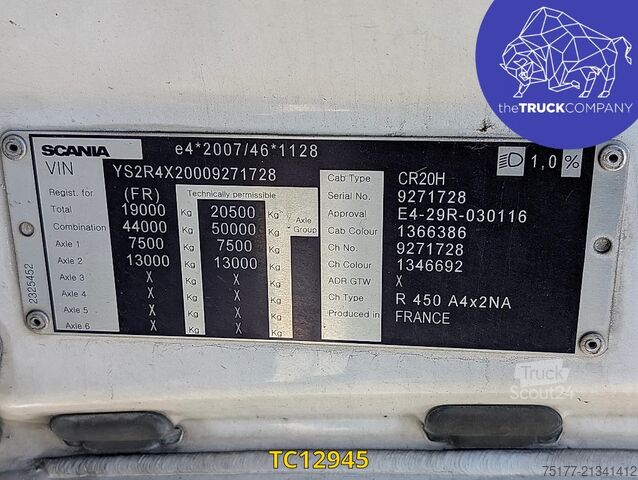 theTRUCKCOMPANY
SCANIA
e4*2007/46*1128
1,0%
VIN
YS2R4X20009271728
Regist. for (FR) Technically permissible
Total 19000 Kg 20500 Kg Axle Group
Combination 44000 Kg 50000 Kg
Axle 1 7500 Kg 7500 Kg
Axle 2 13000 Kg 13000 Kg
Axle 3 X Kg X Kg
Axle 4 X Kg X Kg
Axle 5 X Kg X Kg
Axle 6 X Kg X Kg
2325452
Cab Type CR20H
Serial No. 9271728
Approval E4-29R-030116
Cab Colour 1366386
Ch No. 9271728
Ch Colour 1346692
ADR GTW X
Ch Type R 450 A4x2NA
Produced in FRANCE
Truck
Scout24
TC12945
75177-21341412